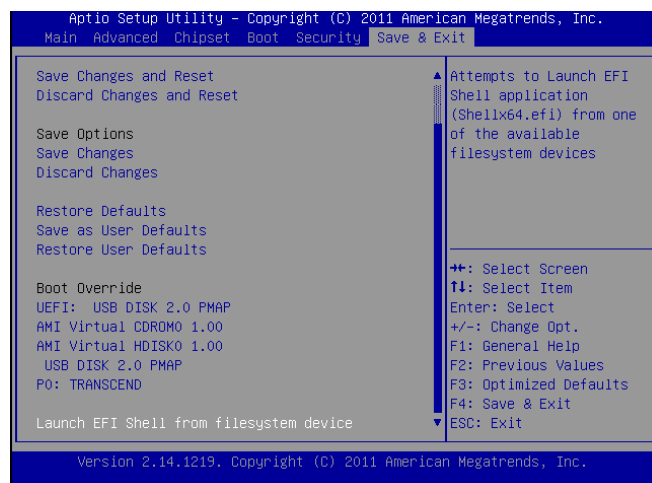 Aptio Setup Utility – Copyright (C) 2011 American Megatrends, Inc.
Main Advanced Chipset Boot Security Save & Exit
Save Changes and Reset
Discard Changes and Reset
Save Options
Save Changes
Discard Changes
Restore Defaults
Save as User Defaults
Restore User Defaults
Boot Override
UEFI: USB DISK 2.0 PMAP
AMI Virtual CDROM0 1.00
AMI Virtual HDISK0 1.00
USB DISK 2.0 PMAP
P0: TRANSCEND
Launch EFI Shell from filesystem device
Attempts to Launch EFI
Shell application
(Shellx64.efi) from one
of the available
filesystem devices
→←: Select Screen
↑↓: Select Item
Enter: Select
+/-: Change Opt.
F1: General Help
F2: Previous Values
F3: Optimized Defaults
F4: Save & Exit
ESC: Exit
Version 2.14.1219. Copyright (C) 2011 American Megatrends, Inc.